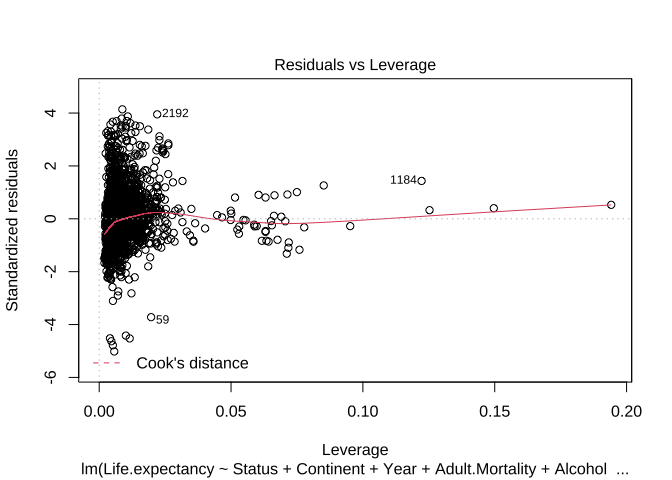 Residuals vs Leverage
Standardized residuals
4
2
0
-2
-4
-6
2192
1184
59
Cook's distance
0.00 0.05 0.10 0.15 0.20
Leverage
lm(Life.expectancy ~ Status + Continent + Year + Adult.Mortality + Alcohol ...